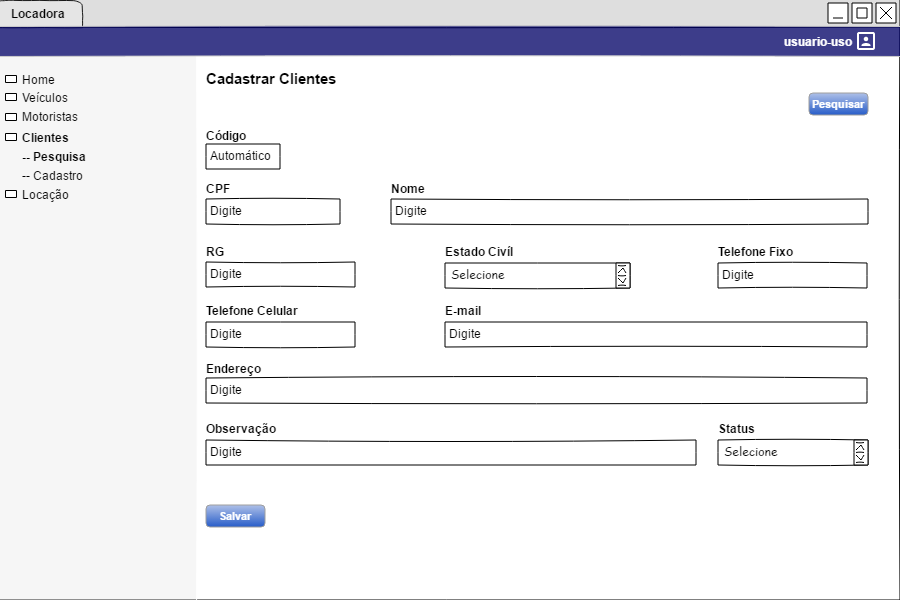 Locadora
usuario-uso
Home
Veículos
Motoristas
Clientes
-- Pesquisa
-- Cadastro
Locação
Cadastrar Clientes
Pesquisar
Código
Automático
CPF Nome
Digite Digite
RG Estado Civíl Telefone Fixo
Digite Selecione Digite
Telefone Celular E-mail
Digite Digite
Endereço
Digite
Observação Status
Digite Selecione
Salvar